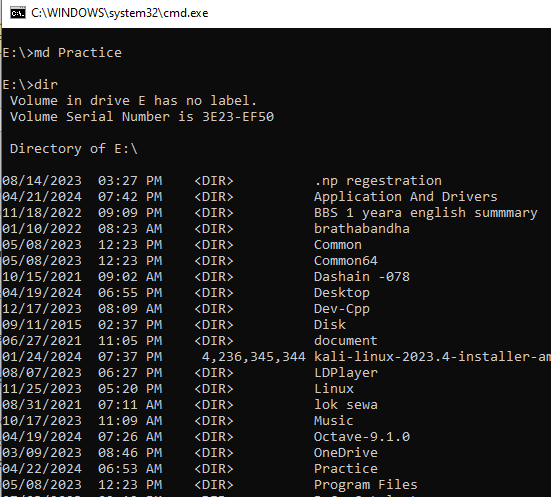 C:\WINDOWS\system32\cmd.exe
E:\>md Practice
E:\>dir
Volume in drive E has no label.
Volume Serial Number is 3E23-EF50
Directory of E:\
08/14/2023 03:27 PM <DIR> .np regestration
04/21/2024 07:42 PM <DIR> Application And Drivers
11/18/2022 09:09 PM <DIR> BBS 1 yeara english summmary
01/10/2022 08:23 AM <DIR> brathabandha
05/08/2023 12:23 PM <DIR> Common
05/08/2023 12:23 PM <DIR> Common64
10/15/2021 09:02 AM <DIR> Dashain -078
04/19/2024 06:55 PM <DIR> Desktop
12/17/2023 08:09 AM <DIR> Dev-Cpp
09/11/2015 02:37 PM <DIR> Disk
06/27/2021 11:05 PM <DIR> document
01/24/2024 07:37 PM 4,236,345,344 kali-linux-2023.4-installer-am
08/07/2023 06:27 PM <DIR> LDPlayer
11/25/2023 05:20 PM <DIR> Linux
08/31/2021 07:11 AM <DIR> lok sewa
10/17/2023 11:09 AM <DIR> Music
04/19/2024 07:26 AM <DIR> Octave-9.1.0
03/09/2023 08:46 PM <DIR> OneDrive
04/22/2024 06:53 AM <DIR> Practice
05/08/2023 12:23 PM <DIR> Program Files